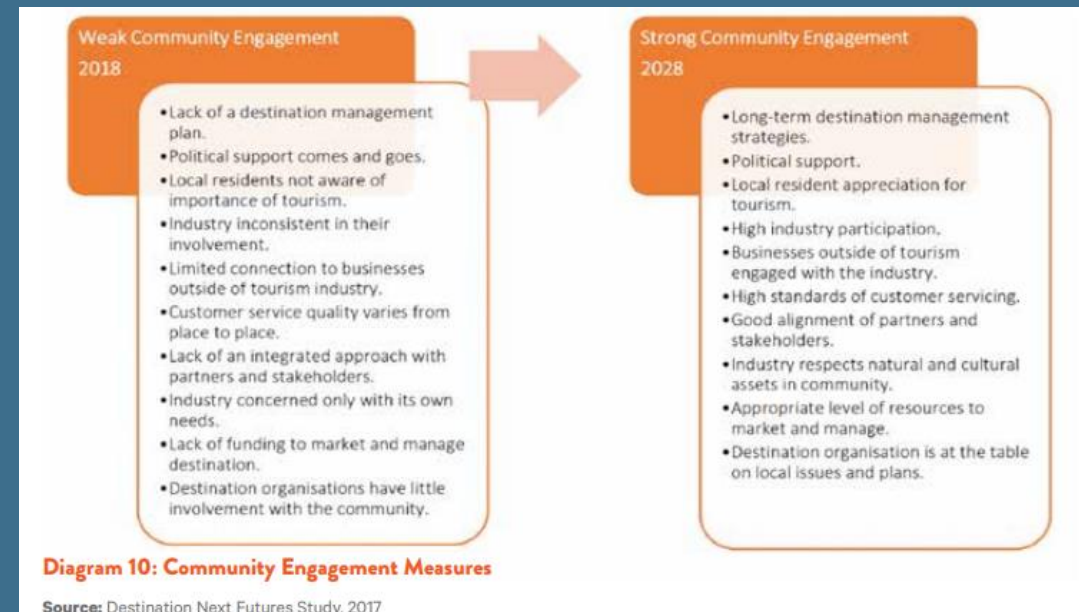 Weak Community Engagement
2018
•Lack of a destination management
plan.
•Political support comes and goes.
•Local residents not aware of
importance of tourism.
•Industry inconsistent in their
involvement.
•Limited connection to businesses
outside of tourism industry.
•Customer service quality varies from
place to place.
•Lack of an integrated approach with
partners and stakeholders.
•Industry concerned only with its own
needs.
•Lack of funding to market and manage
destination.
•Destination organisations have little
involvement with the community.
Strong Community Engagement
2028
•Long-term destination management
strategies.
•Political support.
•Local resident appreciation for
tourism.
•High industry participation.
•Businesses outside of tourism
engaged with the industry.
•High standards of customer servicing.
•Good alignment of partners and
stakeholders.
•Industry respects natural and cultural
assets in community.
•Appropriate level of resources to
market and manage.
•Destination organisation is at the table
on local issues and plans.
Diagram 10: Community Engagement Measures
Source: Destination Next Futures Study, 2017